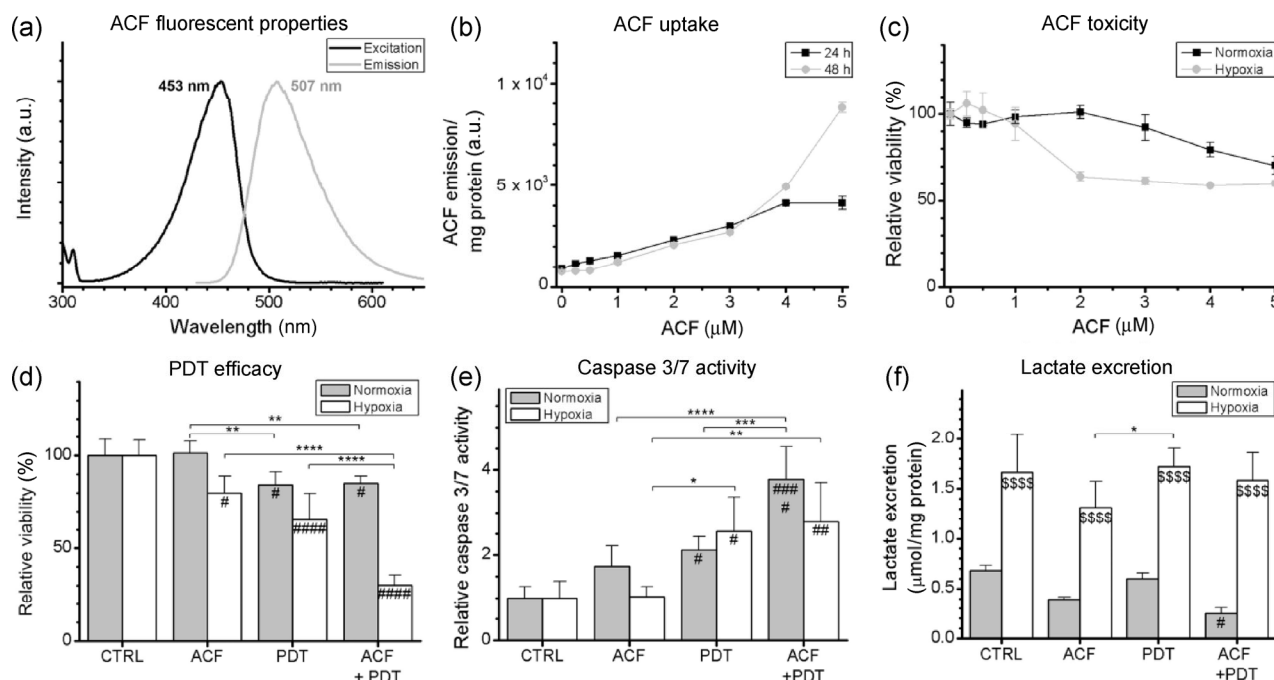 (a) ACF fluorescent properties
Excitation
Emission
453 nm
507 nm
Intensity (a.u.)
300 400 500 600
Wavelength (nm)
(b) ACF uptake
24 h
48 h
1 × 10⁴
5 × 10³
0
ACF emission/
mg protein (a.u.)
0 1 2 3 4 5
ACF (μM)
(c) ACF toxicity
Normoxia
Hypoxia
100
50
0
Relative viability (%)
0 1 2 3 4 5
ACF (μM)
(d) PDT efficacy
Normoxia
Hypoxia
**
** ****
****
100
50
0
Relative viability (%)
# #### # # ####
CTRL ACF PDT ACF
+ PDT
(e) Caspase 3/7 activity
Normoxia
Hypoxia
****
***
**
*
6
4
2
0
Relative caspase 3/7 activity
# # ### ##
#
CTRL ACF PDT ACF
+PDT
(f) Lactate excretion
Normoxia
Hypoxia
*
2.0
1.5
1.0
0.5
0.0
Lactate excretion
(μmol/mg protein)
$$$$ $$$$ $$$$ $$$$
#
CTRL ACF PDT ACF
+PDT